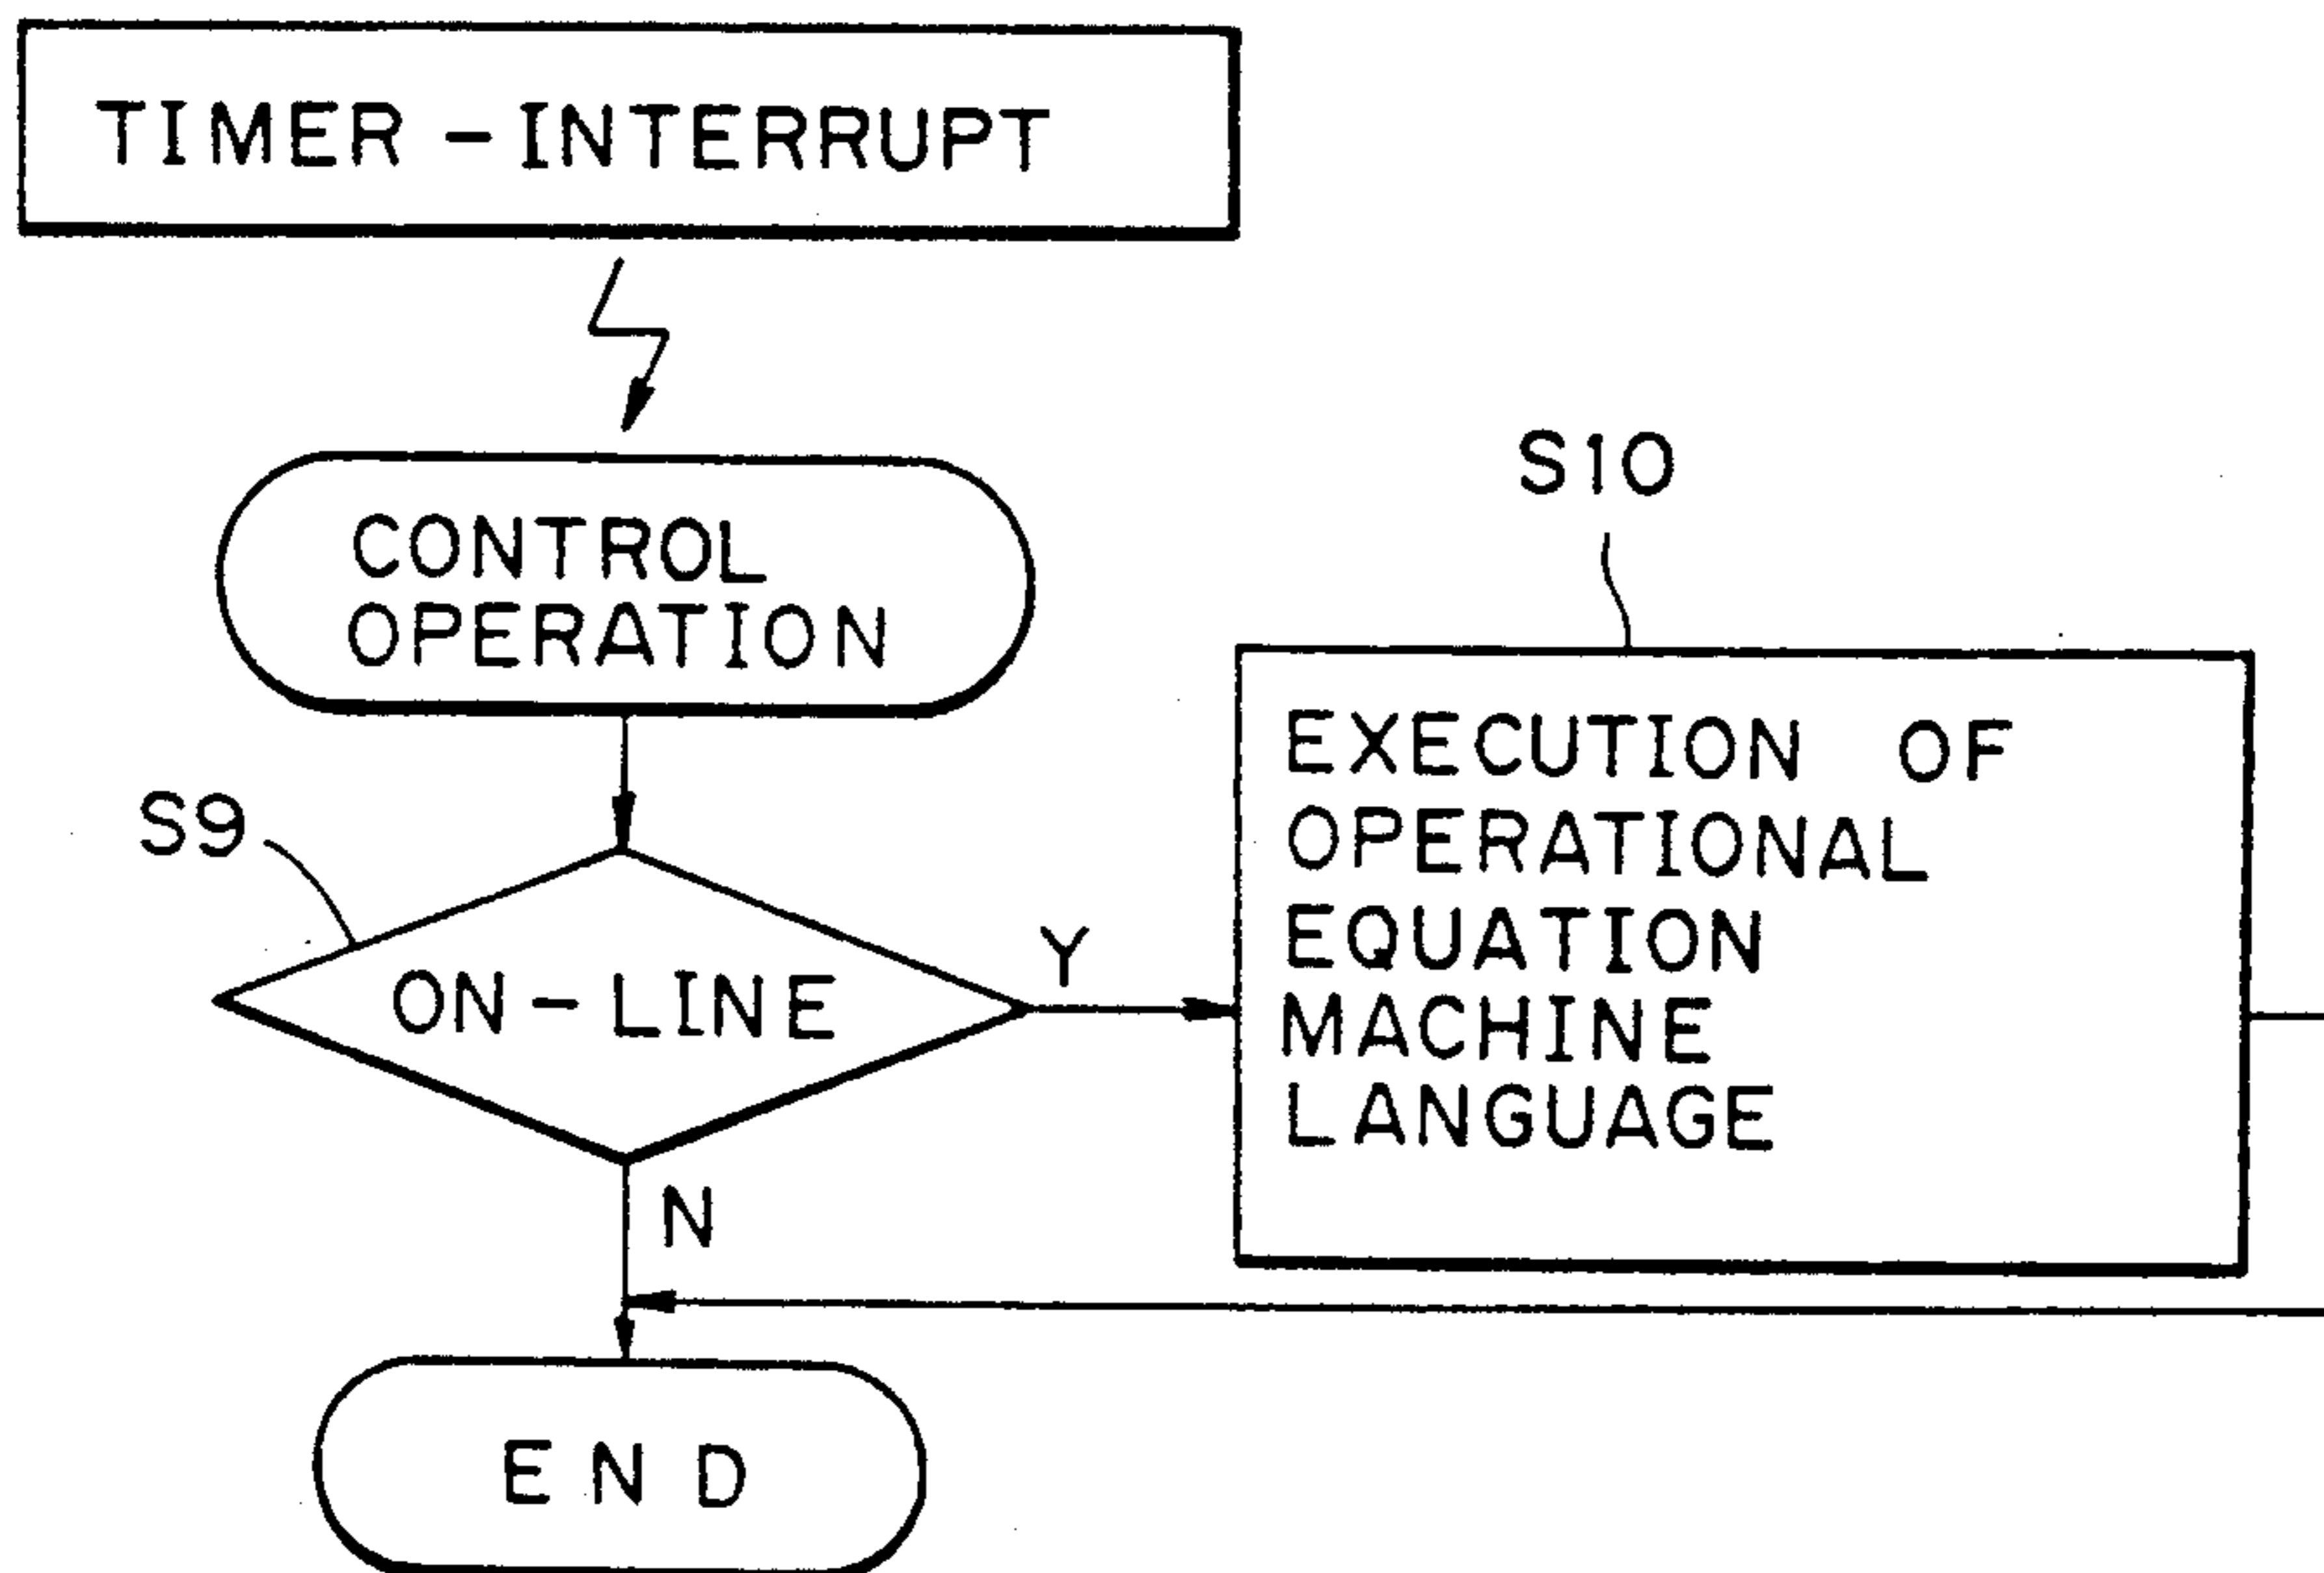 TIMER-INTERRUPT
CONTROL
OPERATION
S9
ON-LINE
Y
N
S10
EXECUTION OF
OPERATIONAL
EQUATION
MACHINE
LANGUAGE
END